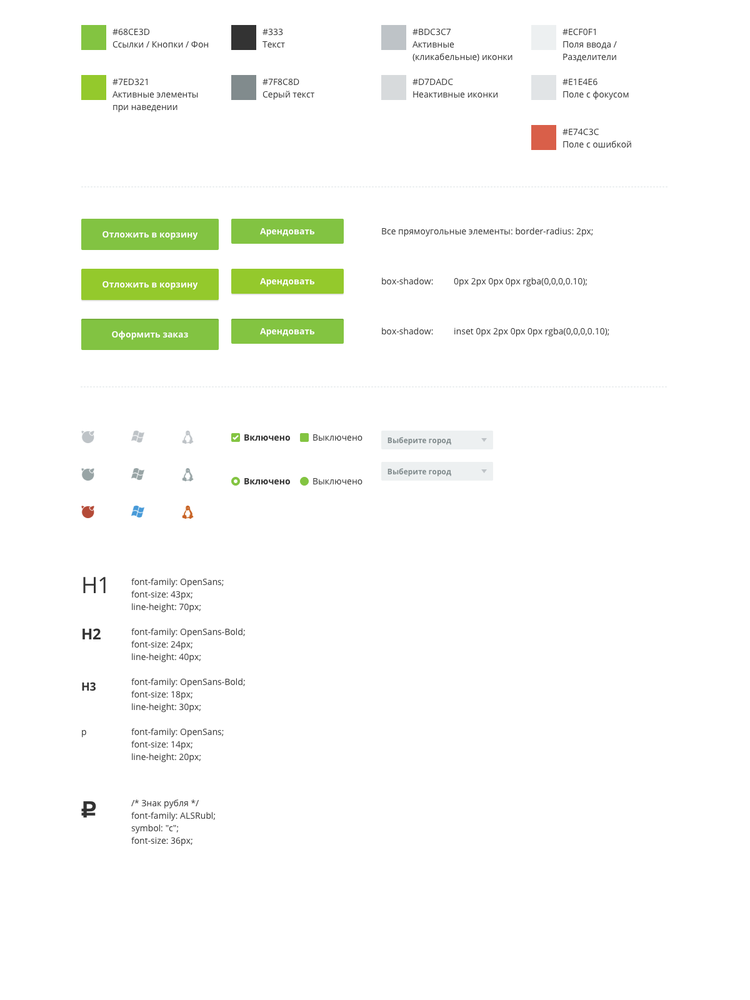 #68CE3D
Ссылки / Кнопки / Фон
#333
Текст
#BDC3C7
Активные
(кликабельные) иконки
#ECF0F1
Поля ввода /
Разделители
#7ED321
Активные элементы
при наведении
#7F8C8D
Серый текст
#D7DADC
Неактивные иконки
#E1E4E6
Поле с фокусом
#E74C3C
Поле с ошибкой
Отложить в корзину
Арендовать
Все прямоугольные элементы: border-radius: 2px;
Отложить в корзину
Арендовать
box-shadow: 0px 2px 0px 0px rgba(0,0,0,0.10);
Оформить заказ
Арендовать
box-shadow: inset 0px 2px 0px 0px rgba(0,0,0,0.10);
Включено
Выключено
Выберите город
Выберите город
Включено
Выключено
H1
font-family: OpenSans;
font-size: 43px;
line-height: 70px;
H2
font-family: OpenSans-Bold;
font-size: 24px;
line-height: 40px;
H3
font-family: OpenSans-Bold;
font-size: 18px;
line-height: 30px;
p
font-family: OpenSans;
font-size: 14px;
line-height: 20px;
₽
/* Знак рубля */
font-family: ALSRubl;
symbol: "c";
font-size: 36px;